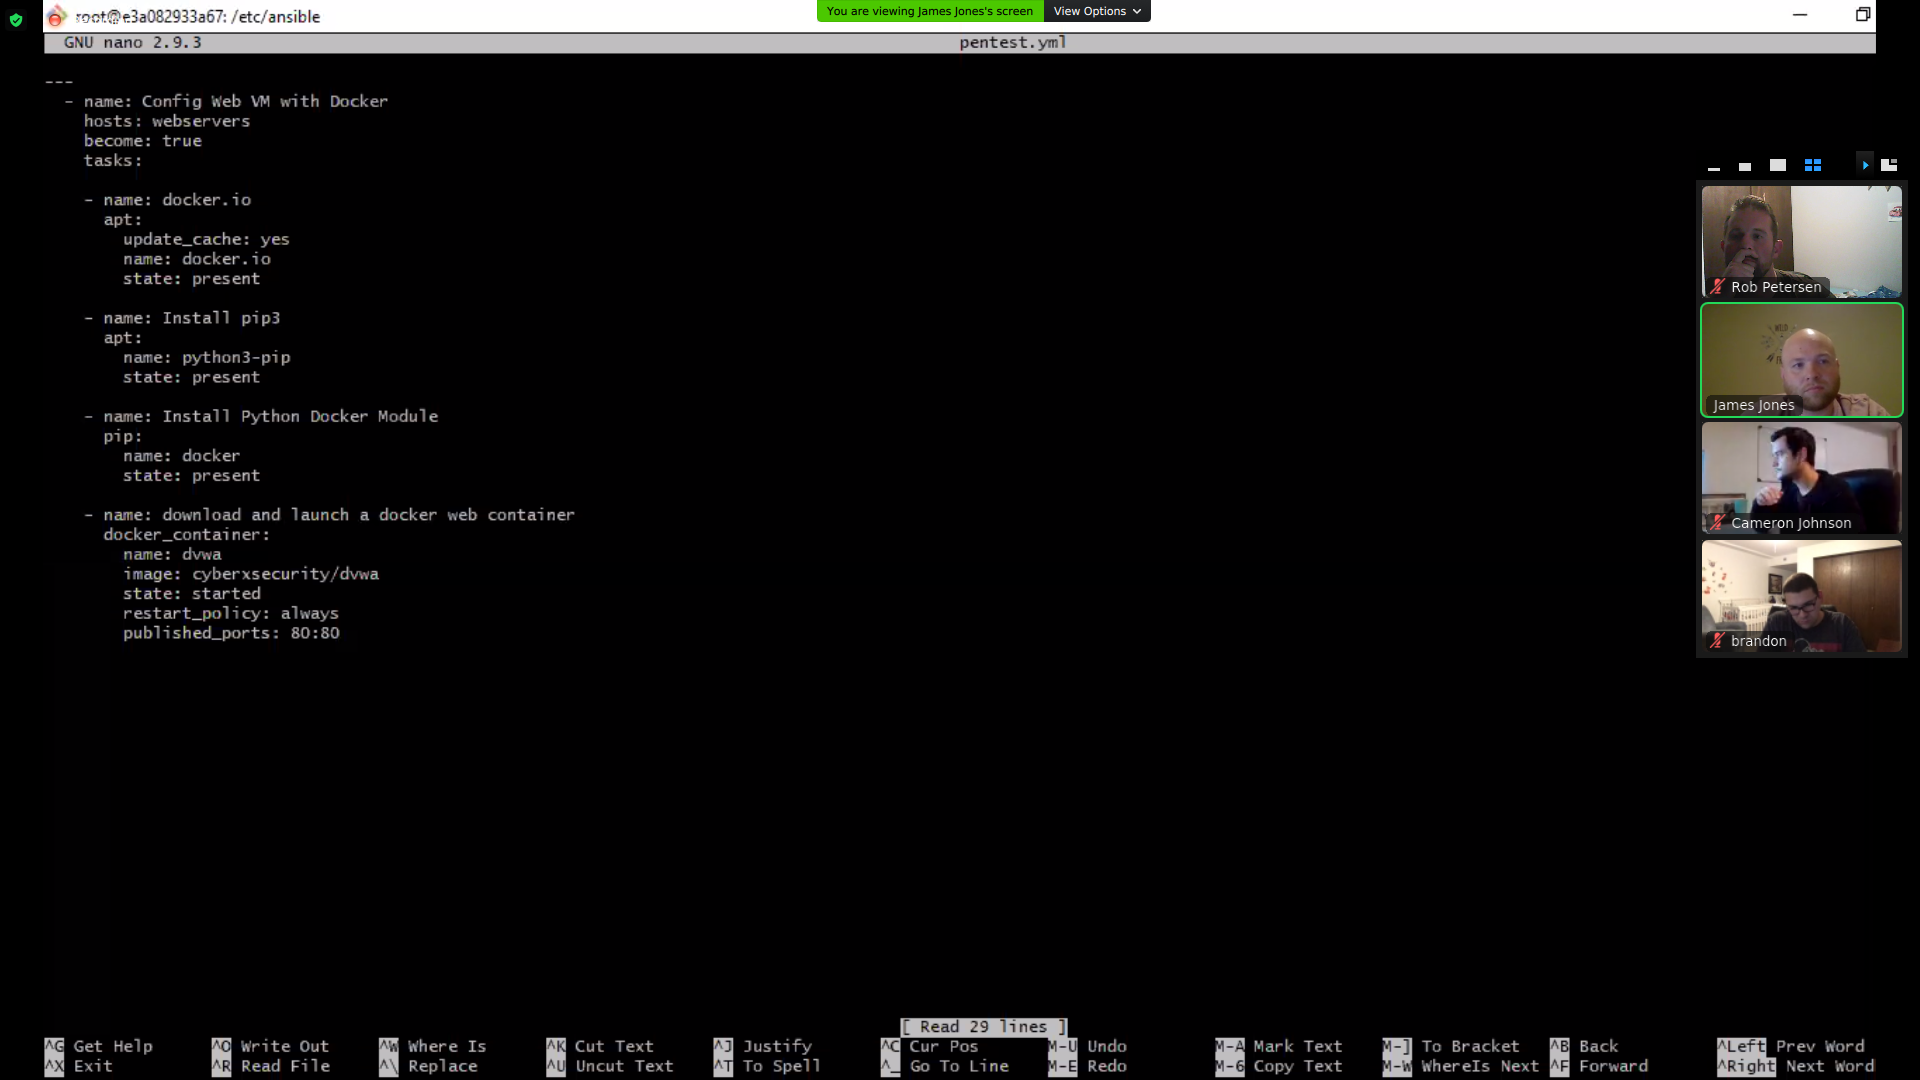 root@e3a082933a67: /etc/ansible
You are viewing James Jones's screen View Options
GNU nano 2.9.3 pentest.yml
---
- name: Config Web VM with Docker
hosts: webservers
become: true
tasks:
- name: docker.io
apt:
update_cache: yes
name: docker.io
state: present
- name: Install pip3
apt:
name: python3-pip
state: present
- name: Install Python Docker Module
pip:
name: docker
state: present
- name: download and launch a docker web container
docker_container:
name: dvwa
image: cyberxsecurity/dvwa
state: started
restart_policy: always
published_ports: 80:80
Rob Petersen
WILD
James Jones
Cameron Johnson
brandon
[ Read 29 lines ]
^G Get Help ^O Write Out ^W Where Is ^K Cut Text ^J Justify ^C Cur Pos M-U Undo M-A Mark Text M-] To Bracket ^B Back ^Left Prev Word
^X Exit ^R Read File ^\ Replace ^U Uncut Text ^T To Spell ^_ Go To Line M-E Redo M-6 Copy Text M-W WhereIs Next ^F Forward ^Right Next Word